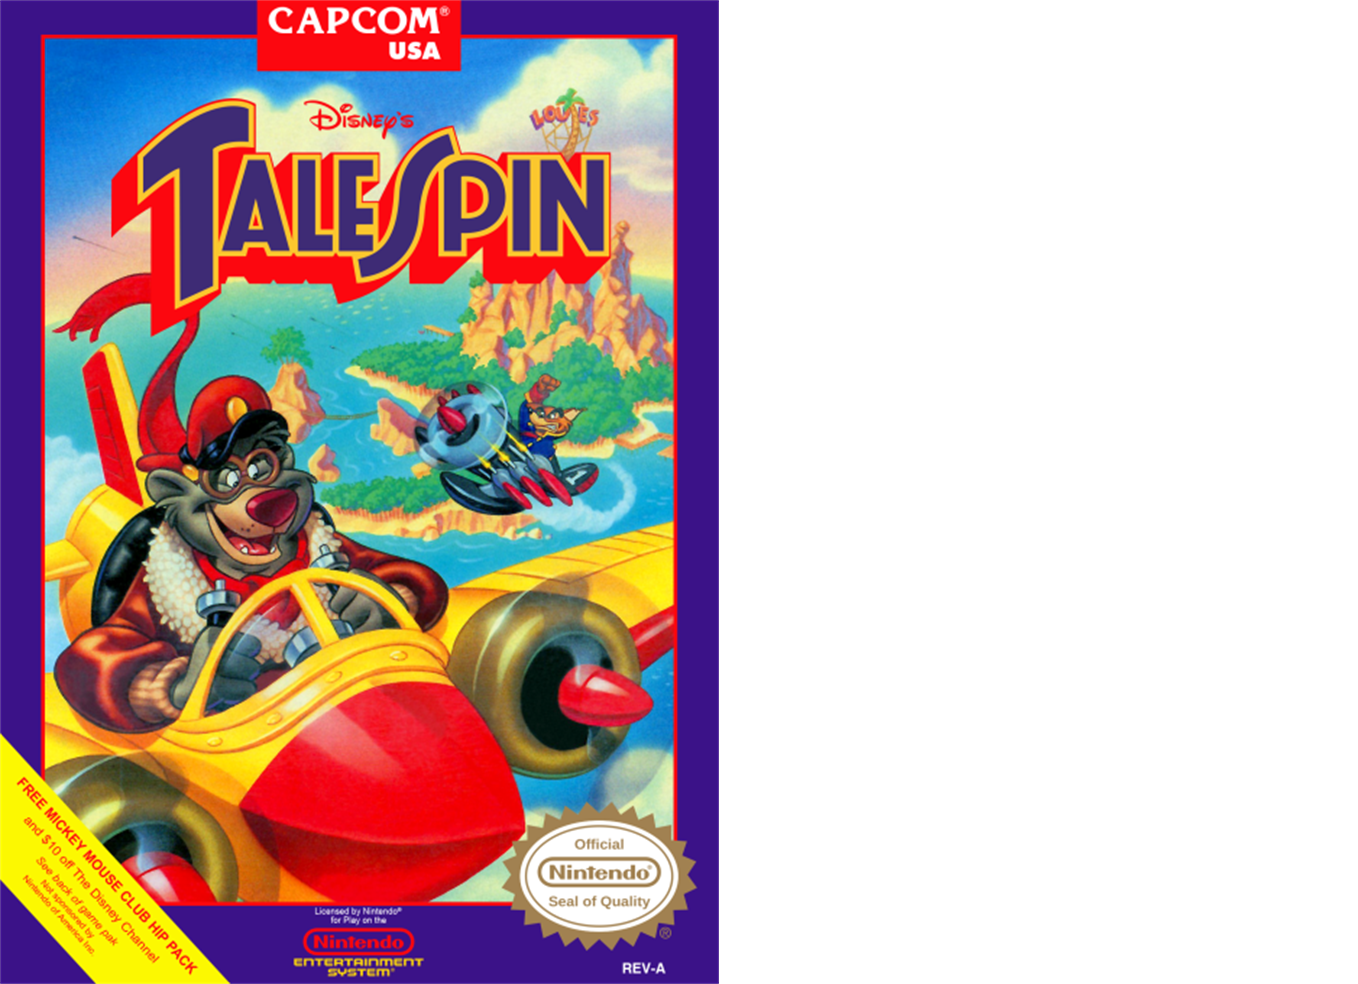 CAPCOM®
USA
DISNEY'S
LOUIES
TALESPIN
FREE MICKEY MOUSE CLUB HIP PACK
and $10 off The Disney Channel
See back of game pak
Not sponsored by
Nintendo of America Inc.
Official
Nintendo®
Seal of Quality
®
Licensed by Nintendo®
for Play on the
Nintendo
ENTERTAINMENT
SYSTEM®
REV-A